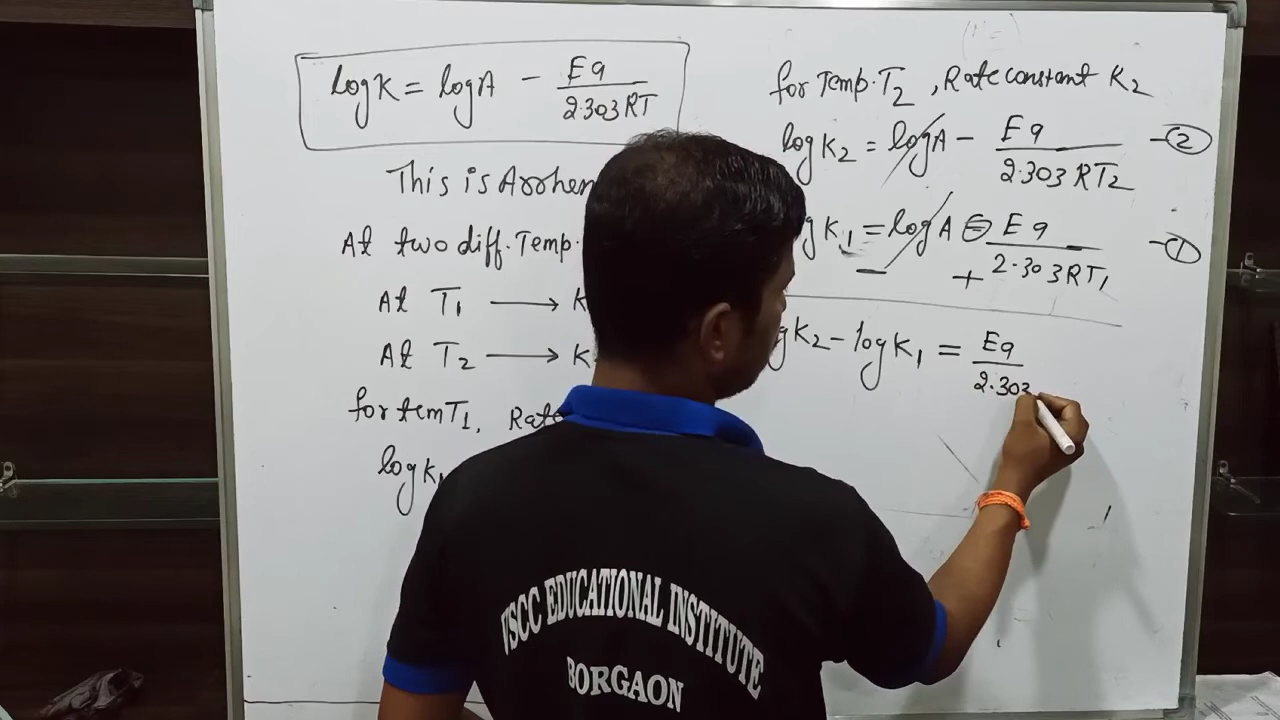 log K = log A - Ea / 2.303 RT
This is
At two diff. Temp.
At T₁ ⟶ K
At T₂ ⟶ K
for tem T₁, Rate
log K₁
for Temp. T₂, Rate constant K₂
log K₂ = log A - Ea / 2.303 RT₂ -②
K₁ = log A - Ea / 2.303 RT₁ -①
- +
K₂ - log K₁ = Ea / 2.303
VSCC EDUCATIONAL INSTITUTE
BORGAON